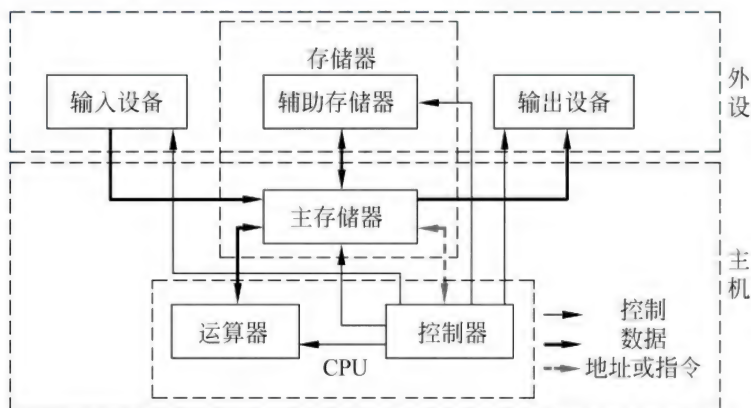 存储器
输入设备
辅助存储器
输出设备
外设
主存储器
主机
运算器
控制器
CPU
控制
数据
地址或指令